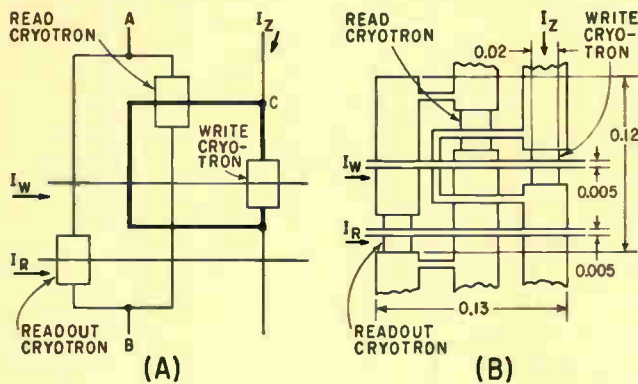 READ
CRYOTRON
A
I_Z
C
WRITE
CRYO-
TRON
I_W
I_R
READOUT
CRYOTRON
B
(A)
READ
CRYOTRON
I_Z
0.02
WRITE
CRYO-
TRON
0.12
I_W
0.005
I_R
0.005
0.13
READOUT
CRYOTRON
(B)